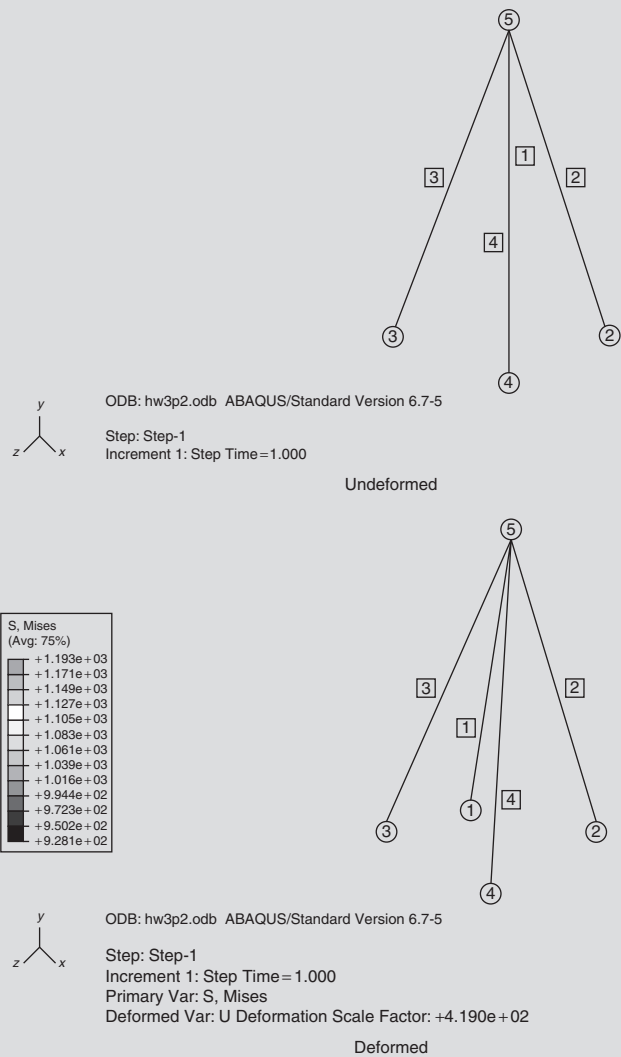 5
1
3
2
4
3
2
4
y
z x
ODB: hw3p2.odb ABAQUS/Standard Version 6.7-5
Step: Step-1
Increment 1: Step Time=1.000
Undeformed
5
S, Mises
(Avg: 75%)
+1.193e+03
+1.171e+03
+1.149e+03
+1.127e+03
+1.105e+03
+1.083e+03
+1.061e+03
+1.039e+03
+1.016e+03
+9.944e+02
+9.723e+02
+9.502e+02
+9.281e+02
3
2
1
4
1
3
2
4
y
z x
ODB: hw3p2.odb ABAQUS/Standard Version 6.7-5
Step: Step-1
Increment 1: Step Time=1.000
Primary Var: S, Mises
Deformed Var: U Deformation Scale Factor: +4.190e+02
Deformed